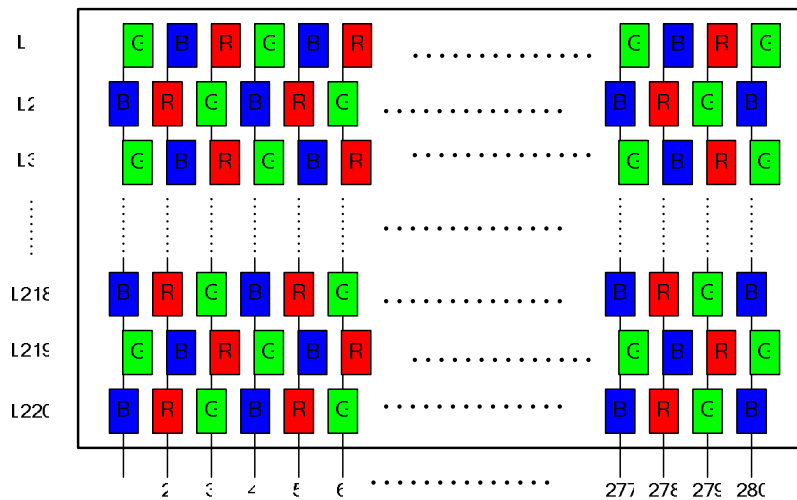 L G B R G B R G B R G
L2 B R G B R G B R G B
L3 G B R G B R G B R G
L218 B R G B R G B R G B
L219 G B R G B R G B R G
L220 B R G B R G B R G B
2 3 4 5 6 277 278 279 280